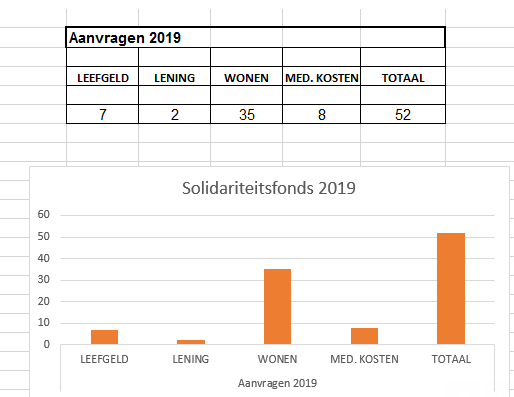 Aanvragen 2019
LEEFGELD LENING WONEN MED. KOSTEN TOTAAL
7 2 35 8 52
Solidariteitsfonds 2019
60
50
40
30
20
10
0
LEEFGELD LENING WONEN MED. KOSTEN TOTAAL
Aanvragen 2019